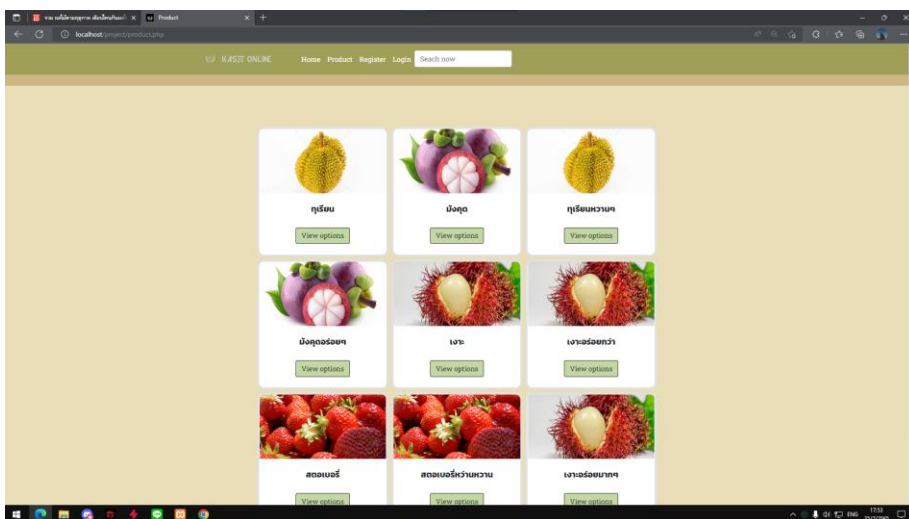 Product
localhost/project/product.php
KASET ONLINE Home Product Register Login Seach now
ทุเรียน มังคุด ทุเรียนหวานๆ
View options View options View options
มังคุดอร่อยๆ เงาะ เงาะอร่อยกว่า
View options View options View options
สตอเบอรี่ สตอเบอรี่หว่านหวาน เงาะอร่อยมากๆ
View options View options View options
ENG 17:53